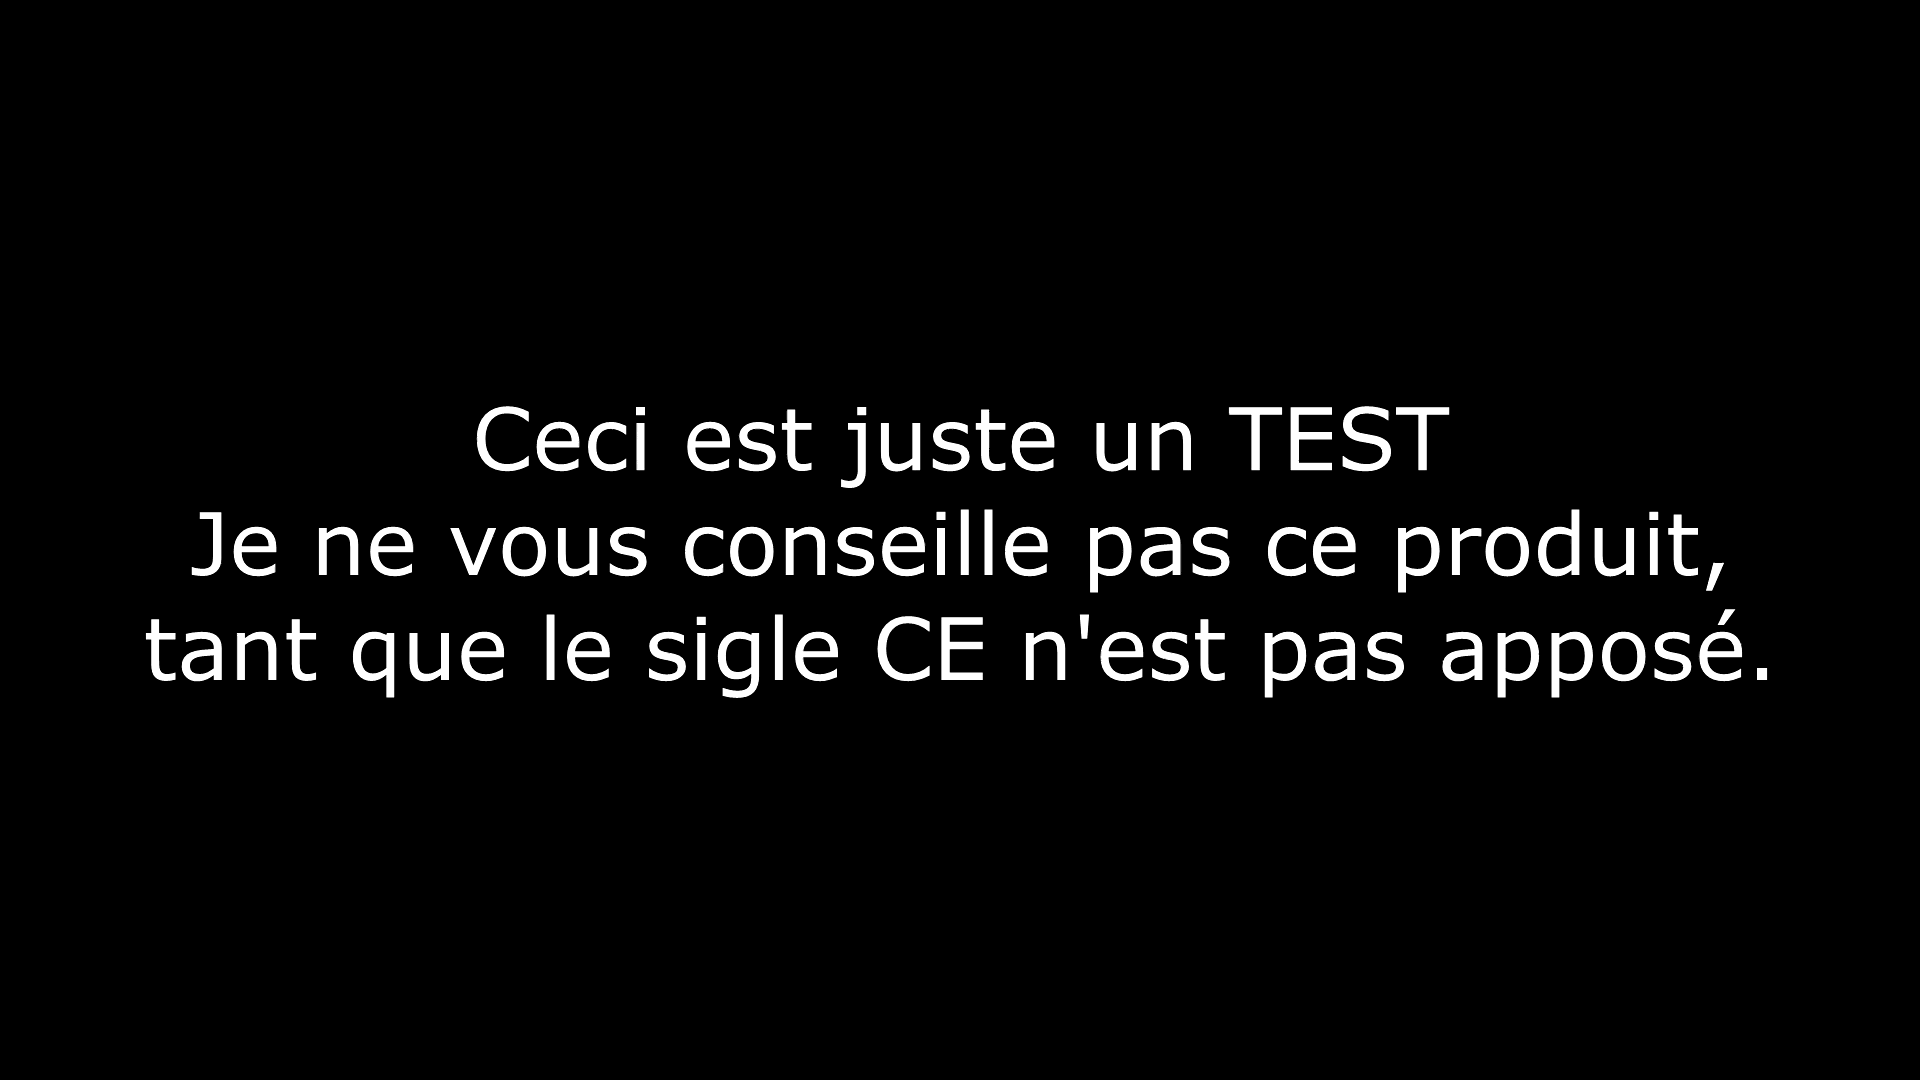 Ceci est juste un TEST
Je ne vous conseille pas ce produit,
tant que le sigle CE n'est pas apposé.